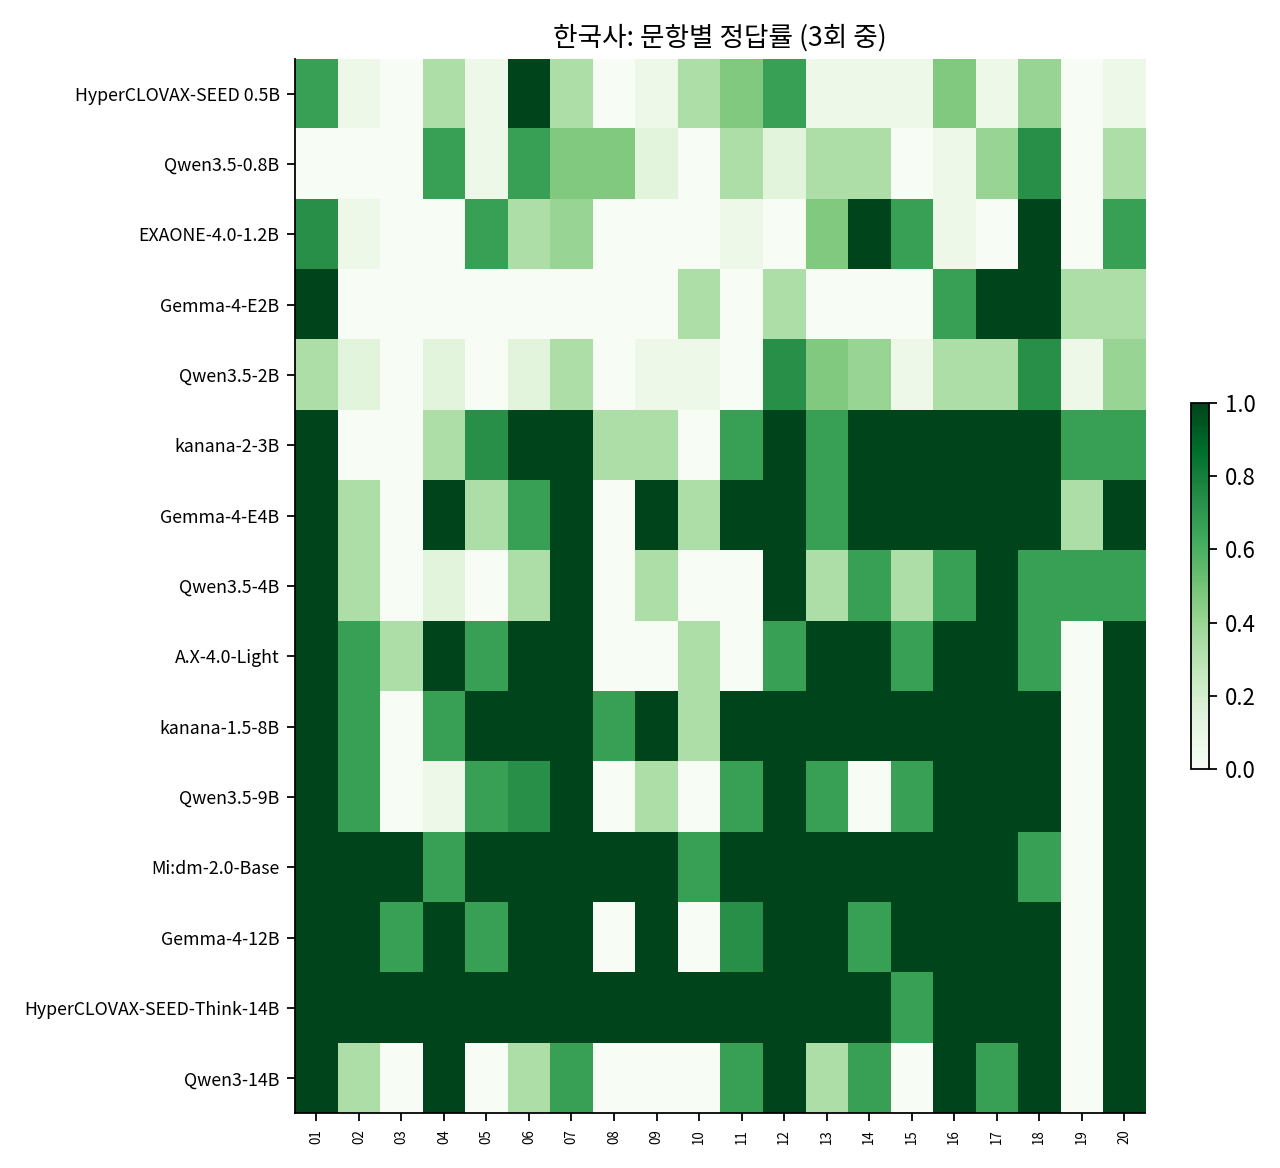 한국사: 문항별 정답률 (3회 중)
HyperCLOVAX-SEED 0.5B
Qwen3.5-0.8B
EXAONE-4.0-1.2B
Gemma-4-E2B
Qwen3.5-2B
kanana-2-3B
Gemma-4-E4B
Qwen3.5-4B
A.X-4.0-Light
kanana-1.5-8B
Qwen3.5-9B
Mi:dm-2.0-Base
Gemma-4-12B
HyperCLOVAX-SEED-Think-14B
Qwen3-14B
01 02 03 04 05 06 07 08 09 10 11 12 13 14 15 16 17 18 19 20
1.0
0.8
0.6
0.4
0.2
0.0